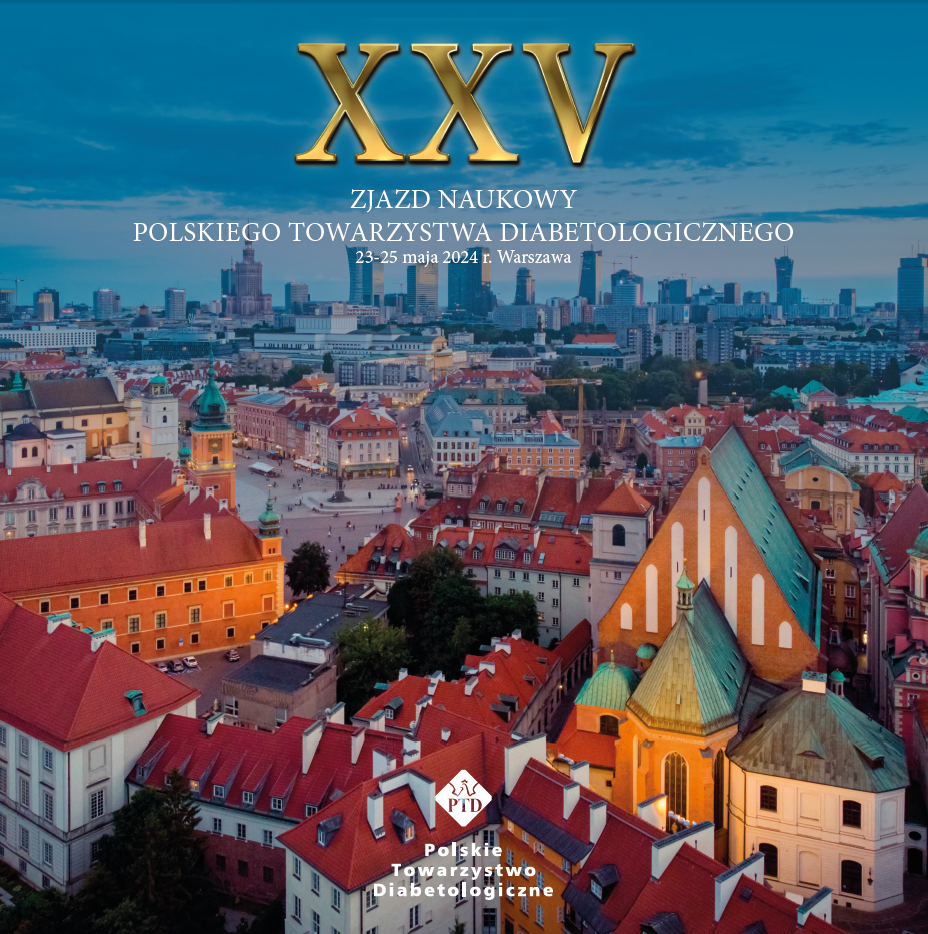 XXV
ZJAZD NAUKOWY
POLSKIEGO TOWARZYSTWA DIABETOLOGICZNEGO
23-25 maja 2024 r. Warszawa
PTD
Polskie
Towarzystwo
Diabetologiczne